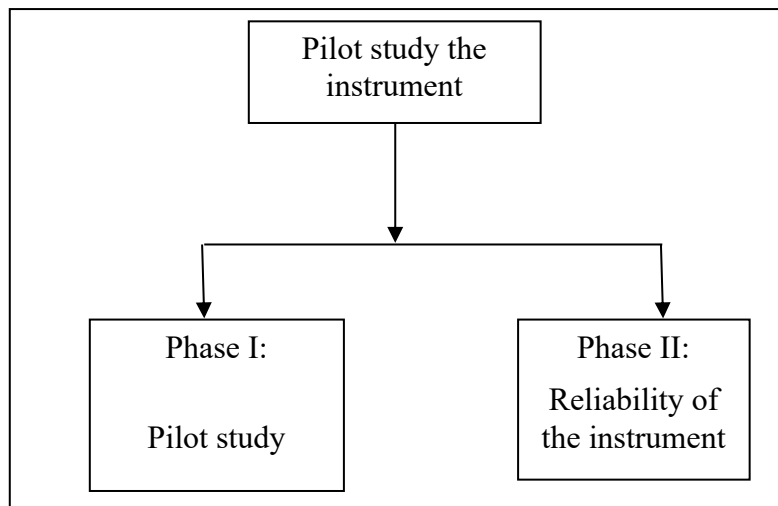 Pilot study the
instrument
Phase I:
Pilot study
Phase II:
Reliability of
the instrument